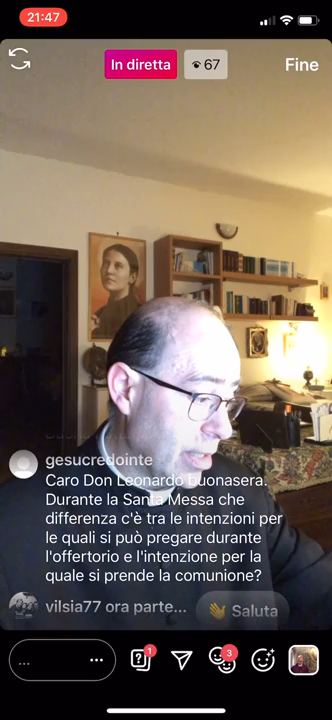 21:47
In diretta
67
Fine
gesucredointe
Caro Don Leonardo buonasera.
Durante la Santa Messa che
differenza c'è tra le intenzioni per
le quali si può pregare durante
l'offertorio e l'intenzione per la
quale si prende la comunione?
vilsia77 ora parte...
👋 Saluta
...
1
3